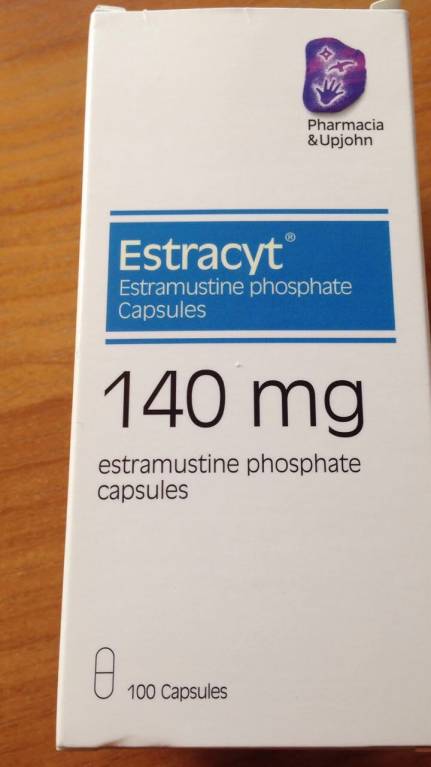 Pharmacia
&Upjohn
Estracyt®
Estramustine phosphate
Capsules
140 mg
estramustine phosphate
capsules
100 Capsules